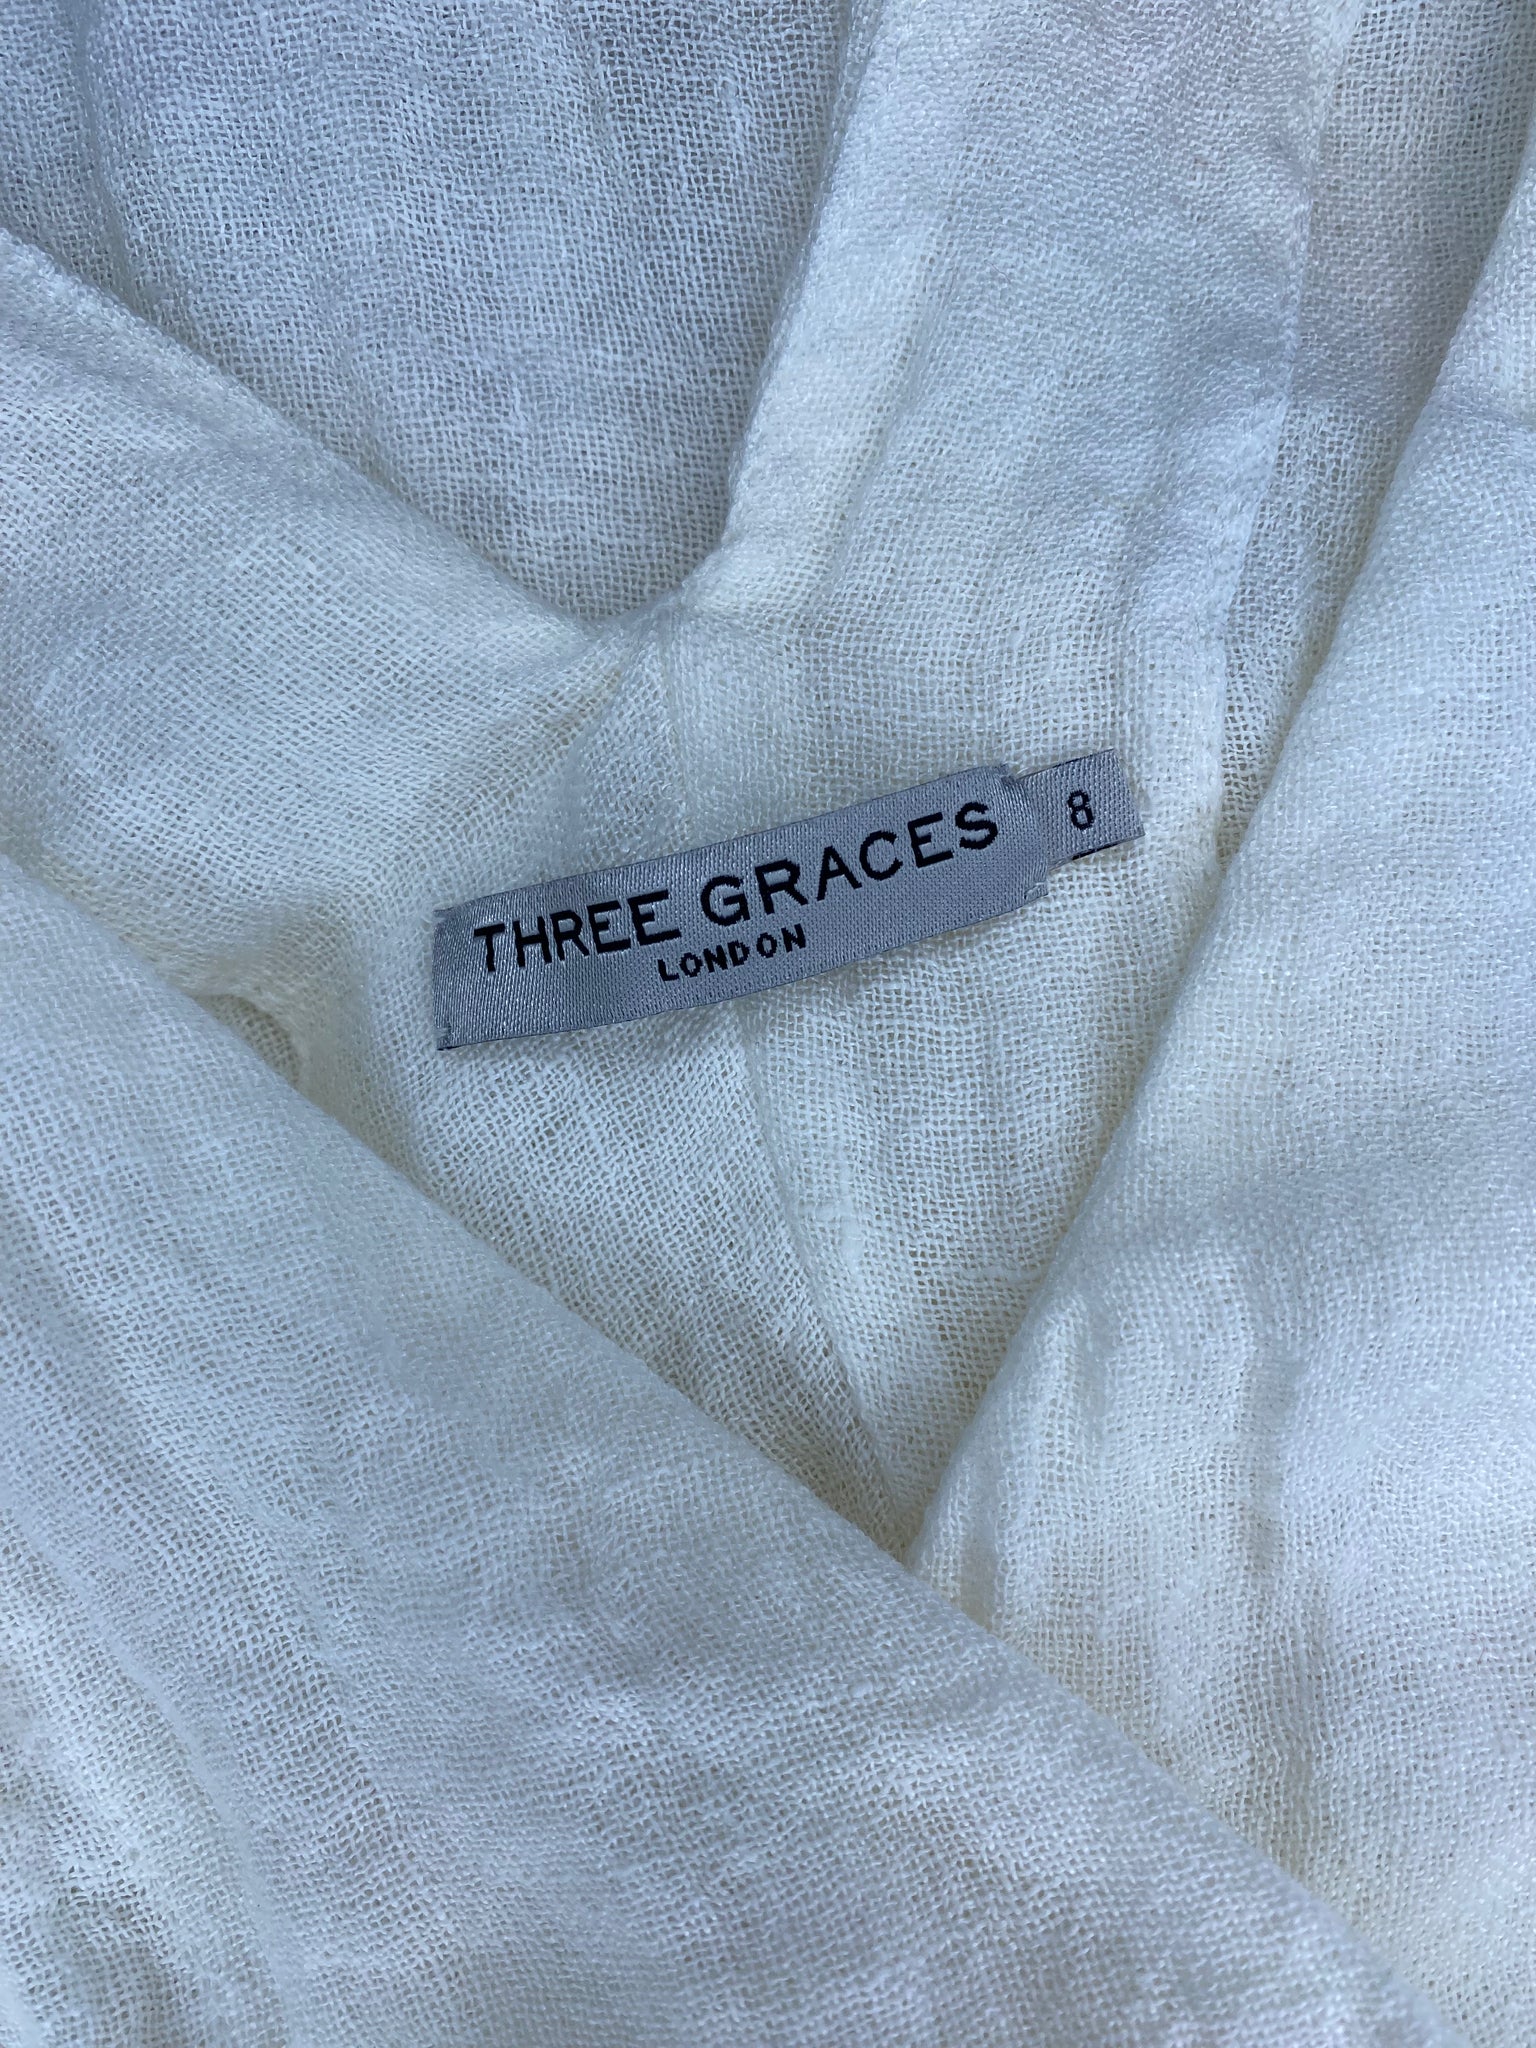 THREE GRACES
LONDON
8